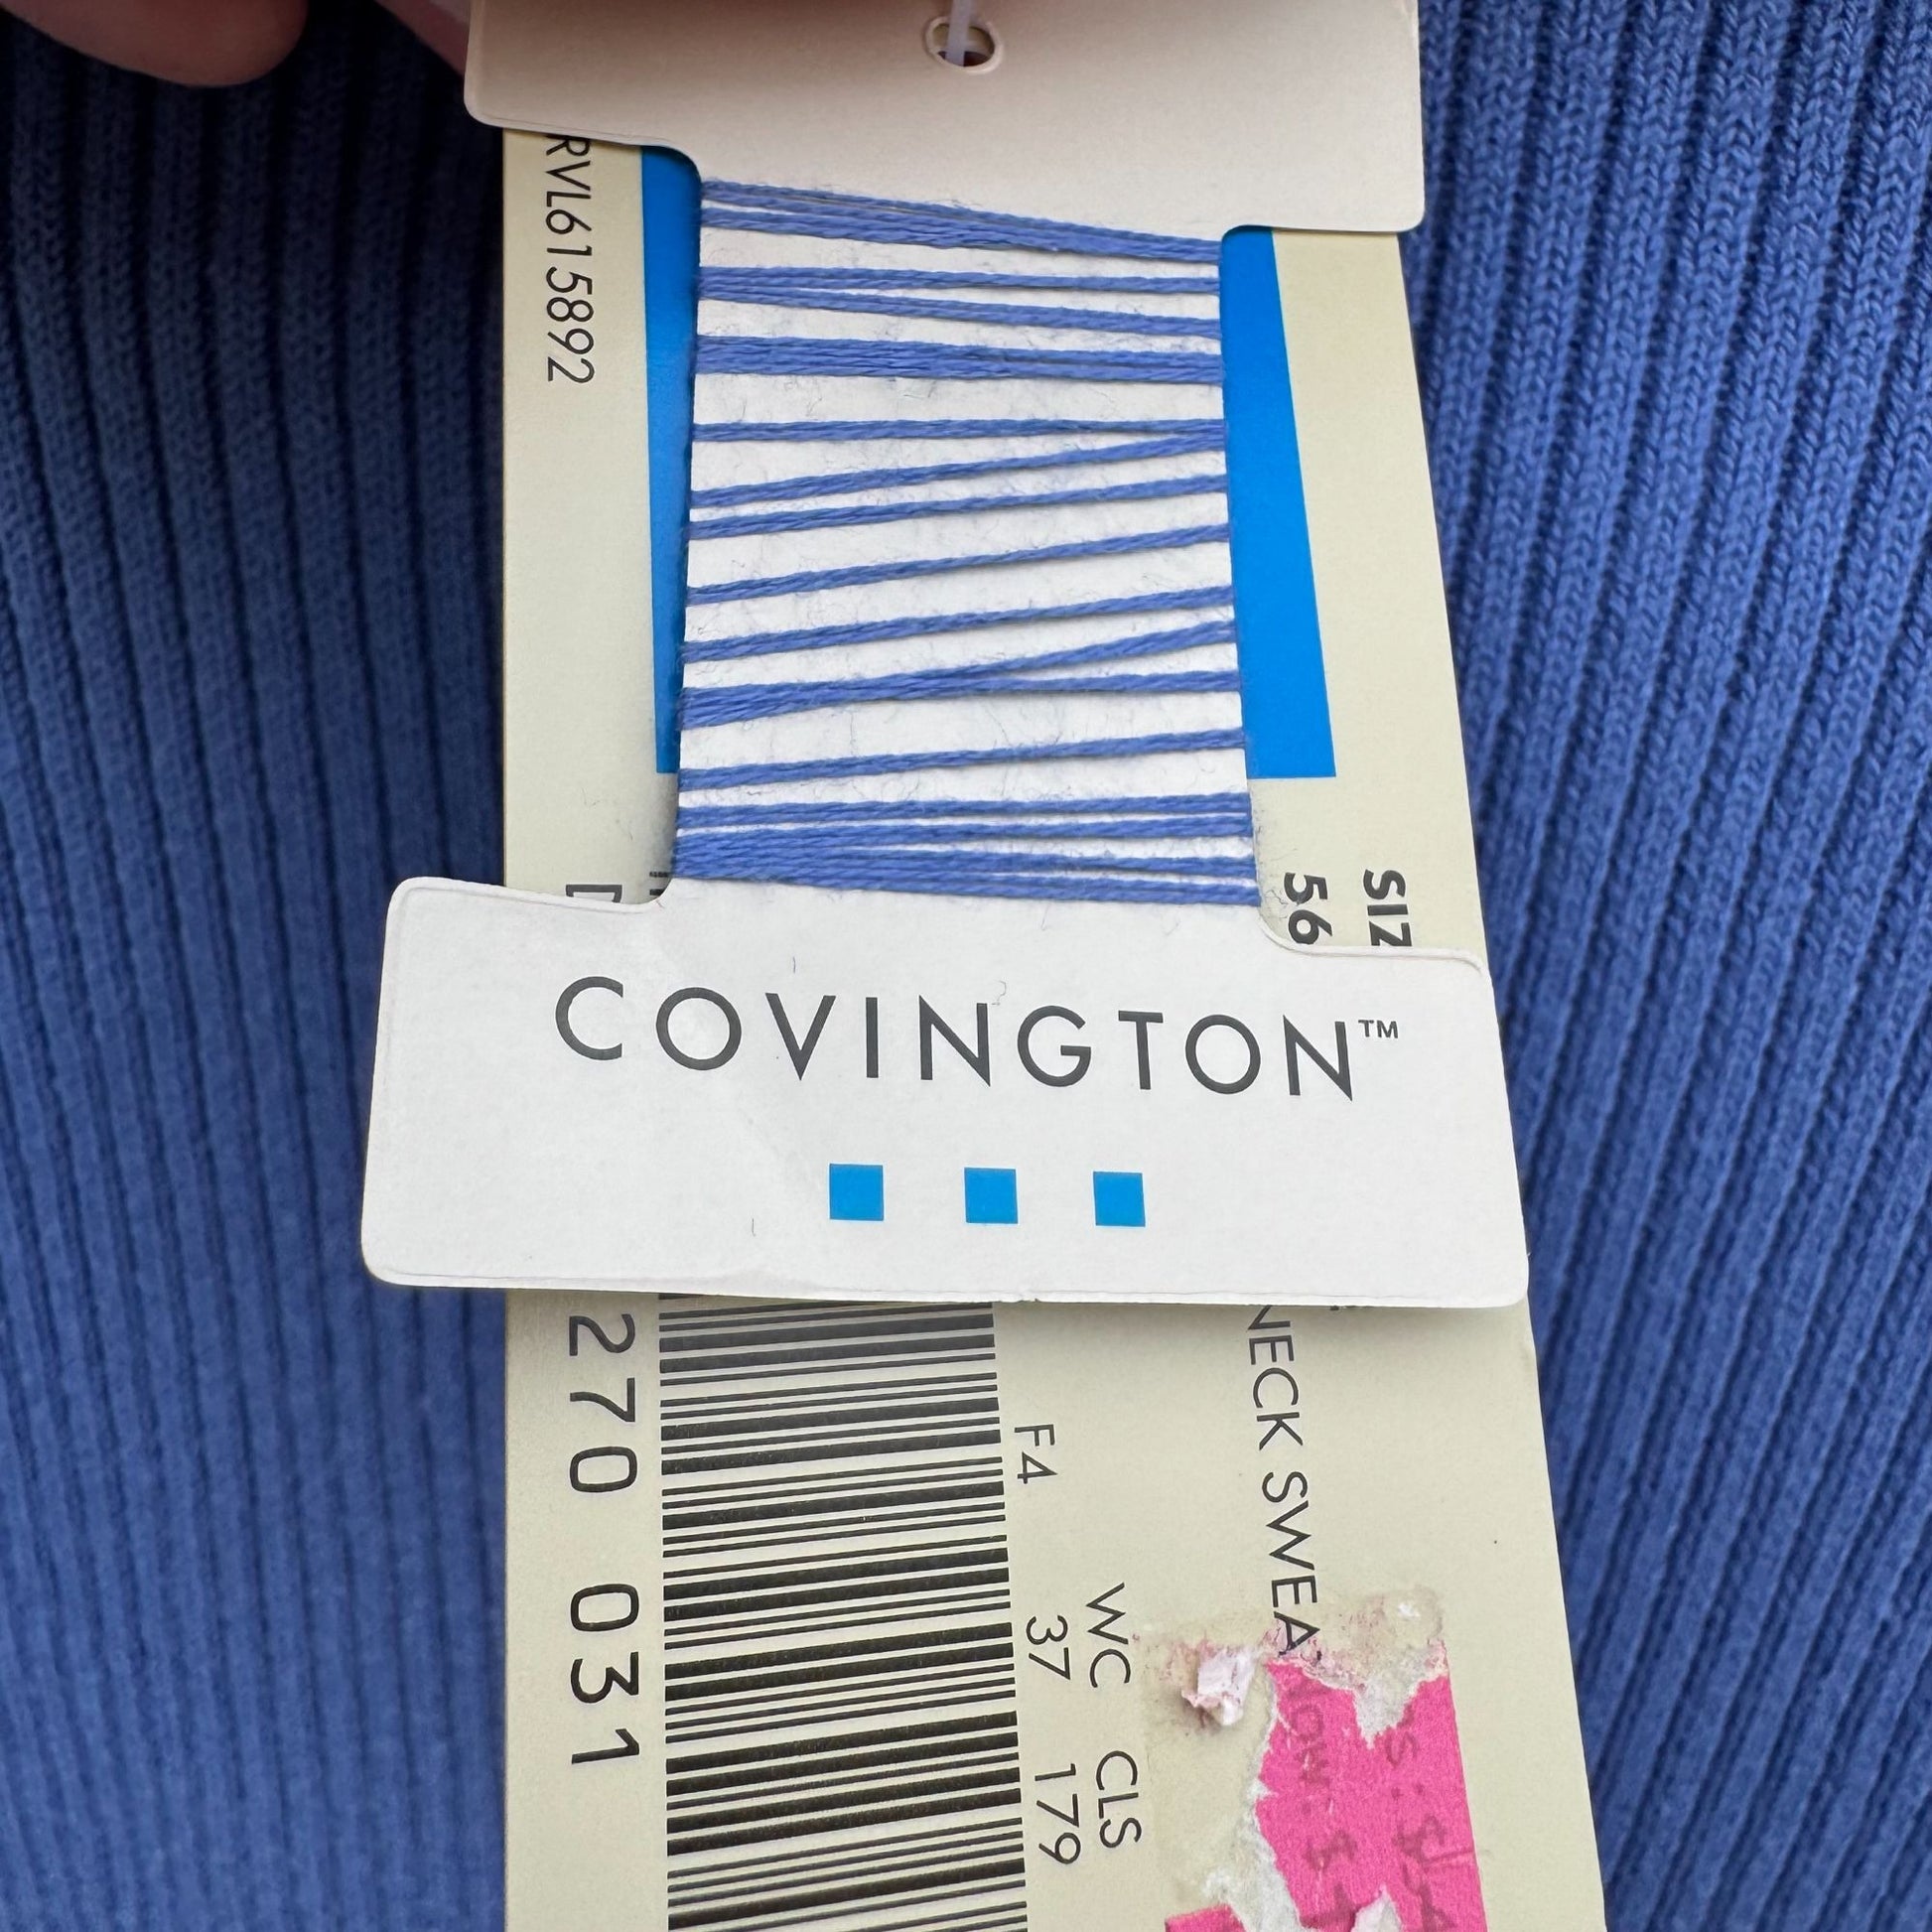 COVINGTON™
RVL615892
SIZ
56
NECK SWEA
F4
WC CLS
37 179
270 031